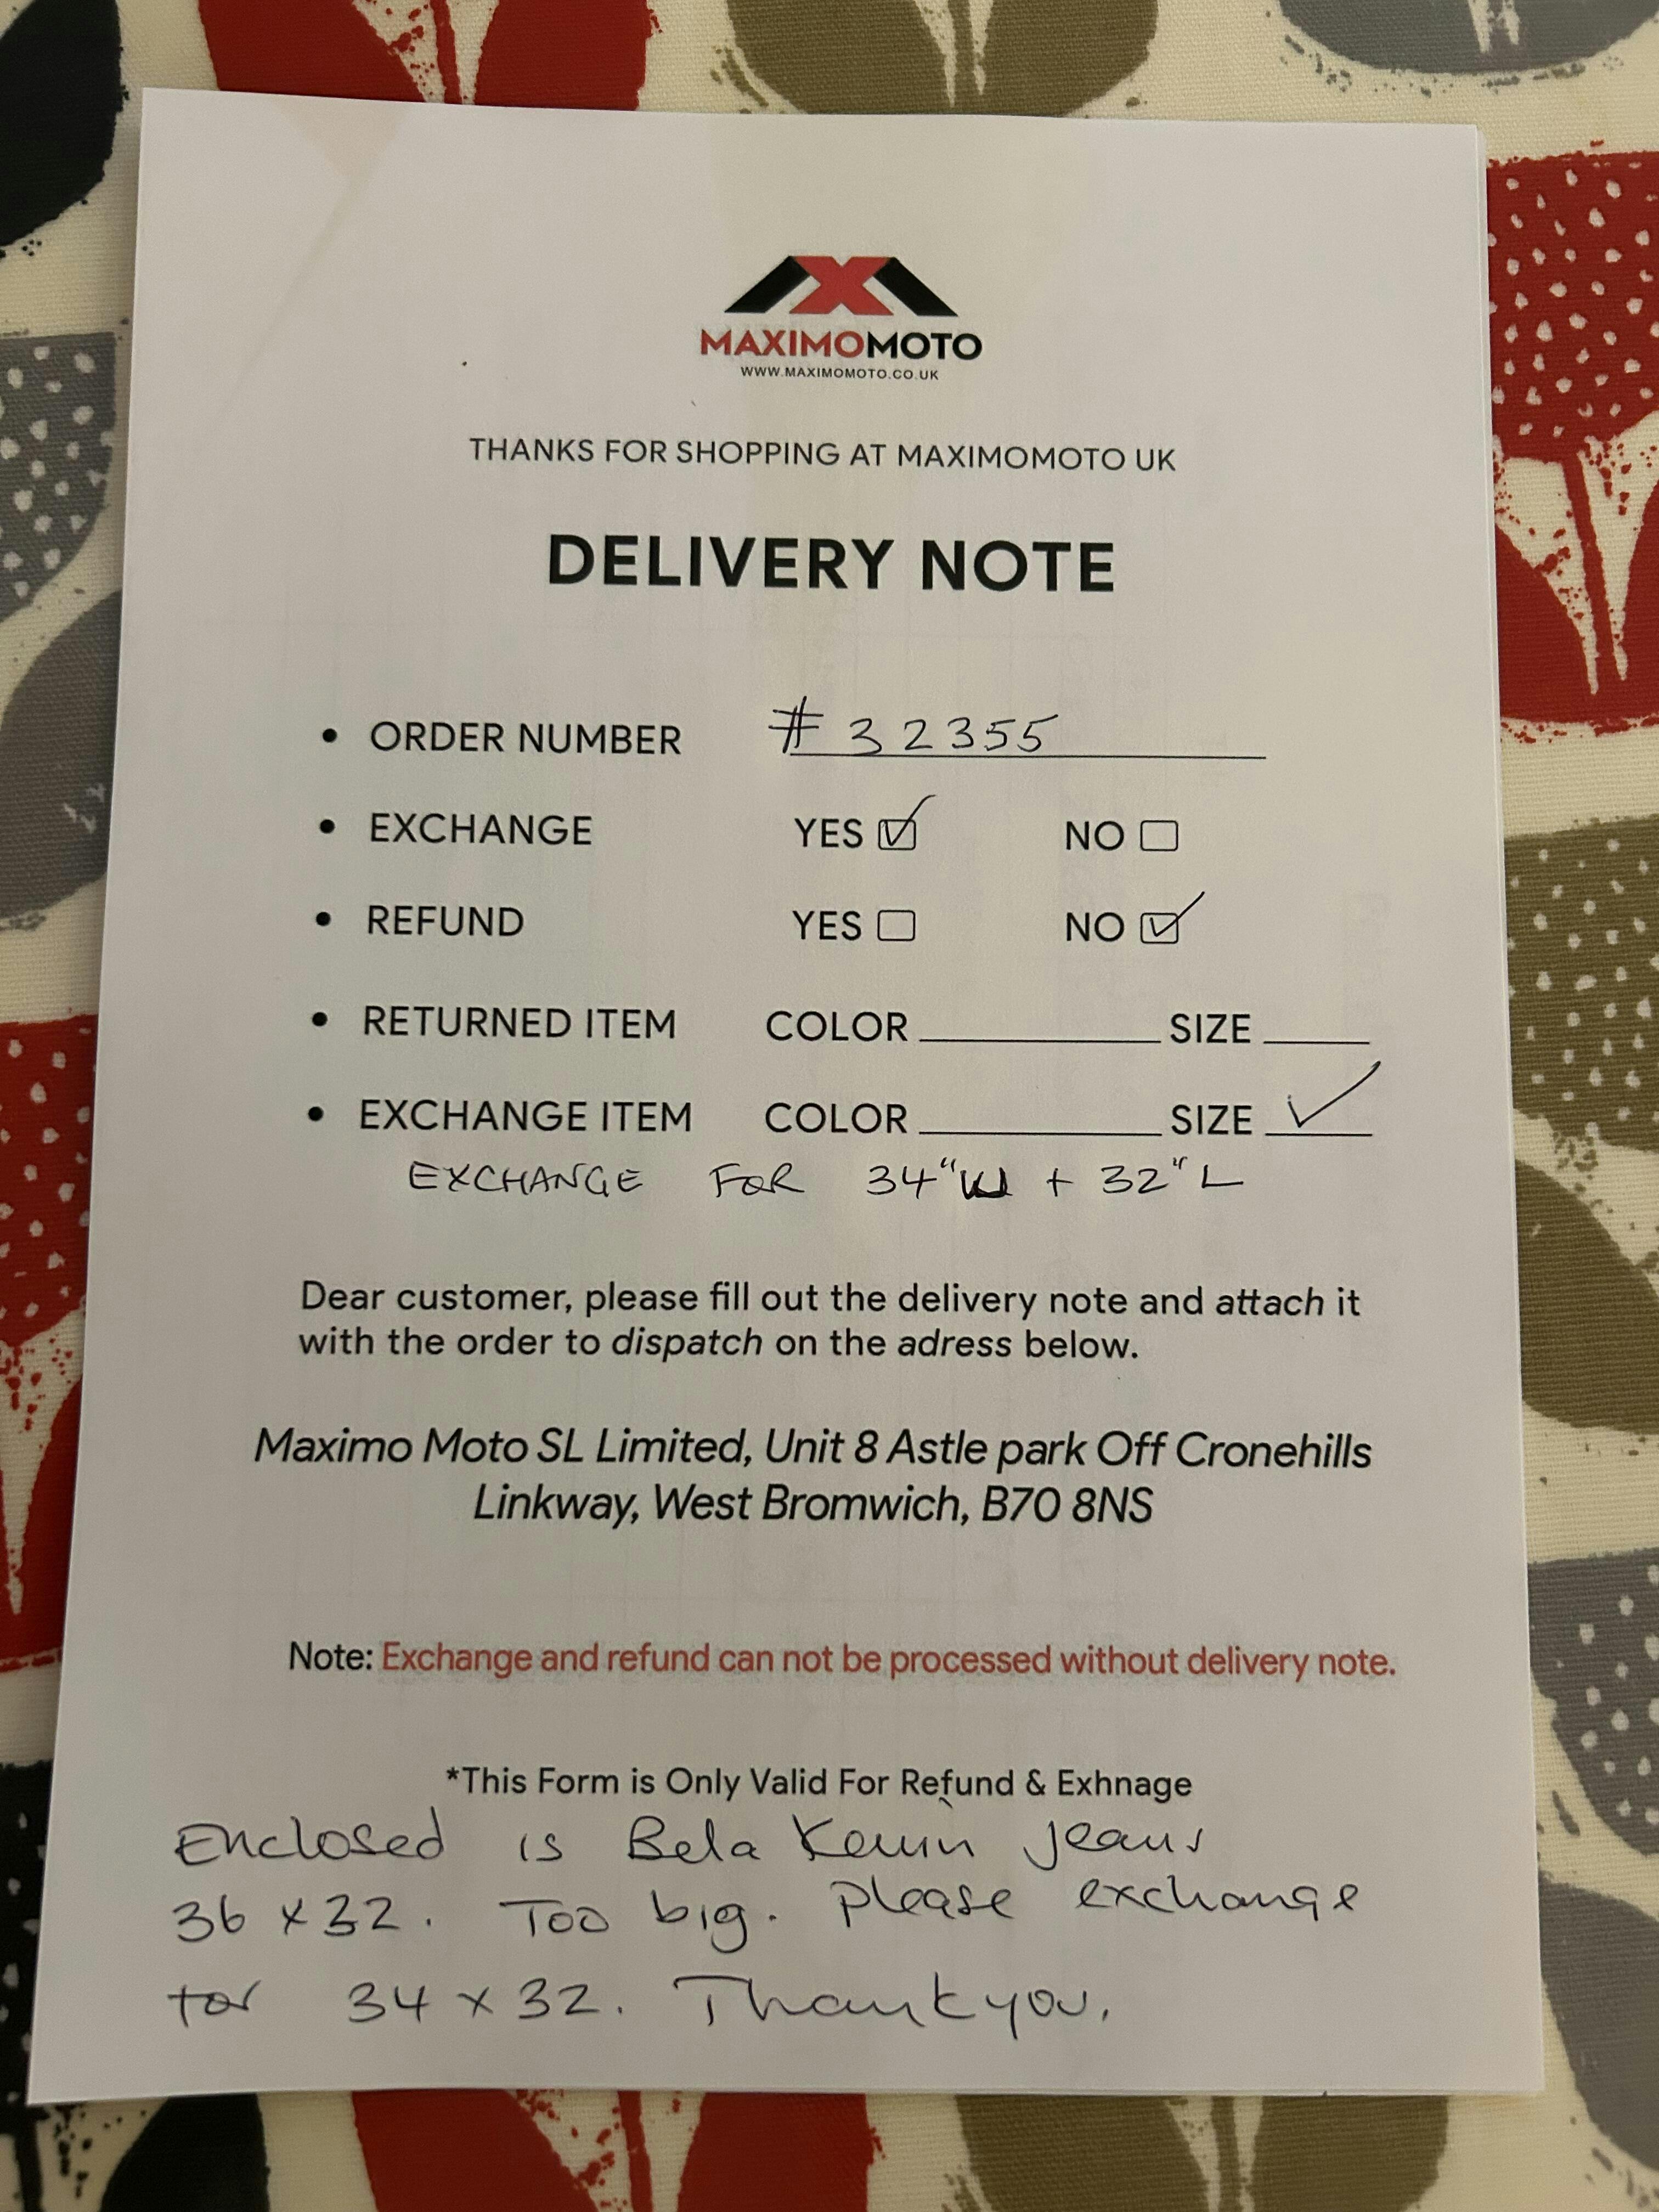 MAXIMOMOTO
WWW.MAXIMOMOTO.CO.UK
THANKS FOR SHOPPING AT MAXIMOMOTO UK
DELIVERY NOTE
• ORDER NUMBER # 32355
• EXCHANGE YES ☑ NO ☐
• REFUND YES ☐ NO ☑
• RETURNED ITEM COLOR ________ SIZE ____
• EXCHANGE ITEM COLOR ________ SIZE ✓
EXCHANGE FOR 34"W + 32"L
Dear customer, please fill out the delivery note and attach it
with the order to dispatch on the adress below.
Maximo Moto SL Limited, Unit 8 Astle park Off Cronehills
Linkway, West Bromwich, B70 8NS
Note: Exchange and refund can not be processed without delivery note.
*This Form is Only Valid For Refund & Exhnage
Enclosed is Bela Kevin Jeans
36 x 32. Too big. Please exchange
for 34 x 32. Thank you.